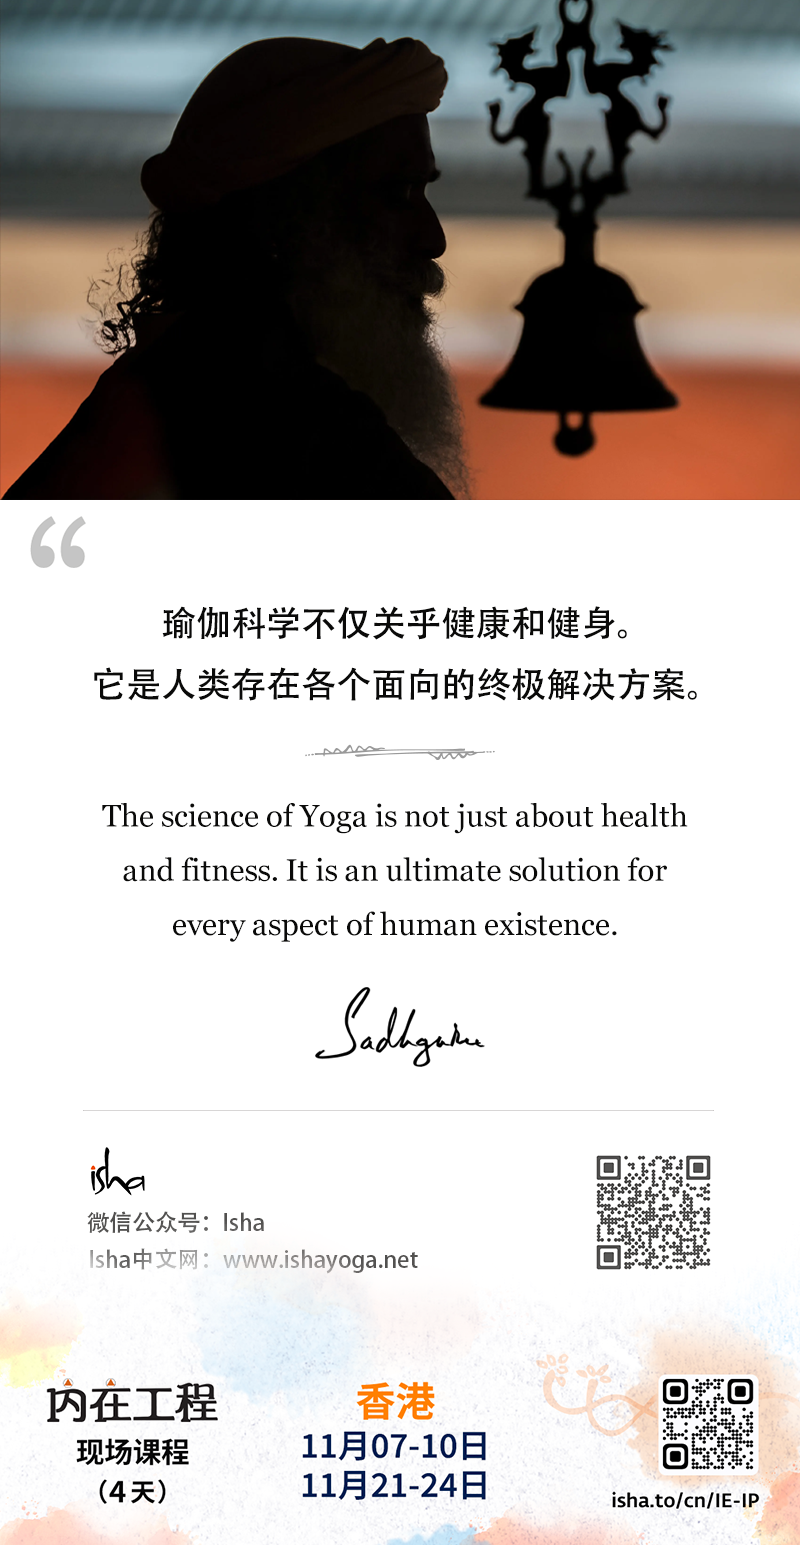 “
瑜伽科学不仅关乎健康和健身。
它是人类存在各个面向的终极解决方案。
The science of Yoga is not just about health
and fitness. It is an ultimate solution for
every aspect of human existence.
Sadhguru
isha
微信公众号：Isha
Isha中文网：www.ishayoga.net
内在工程
现场课程
（4天）
香港
11月07-10日
11月21-24日
isha.to/cn/IE-IP